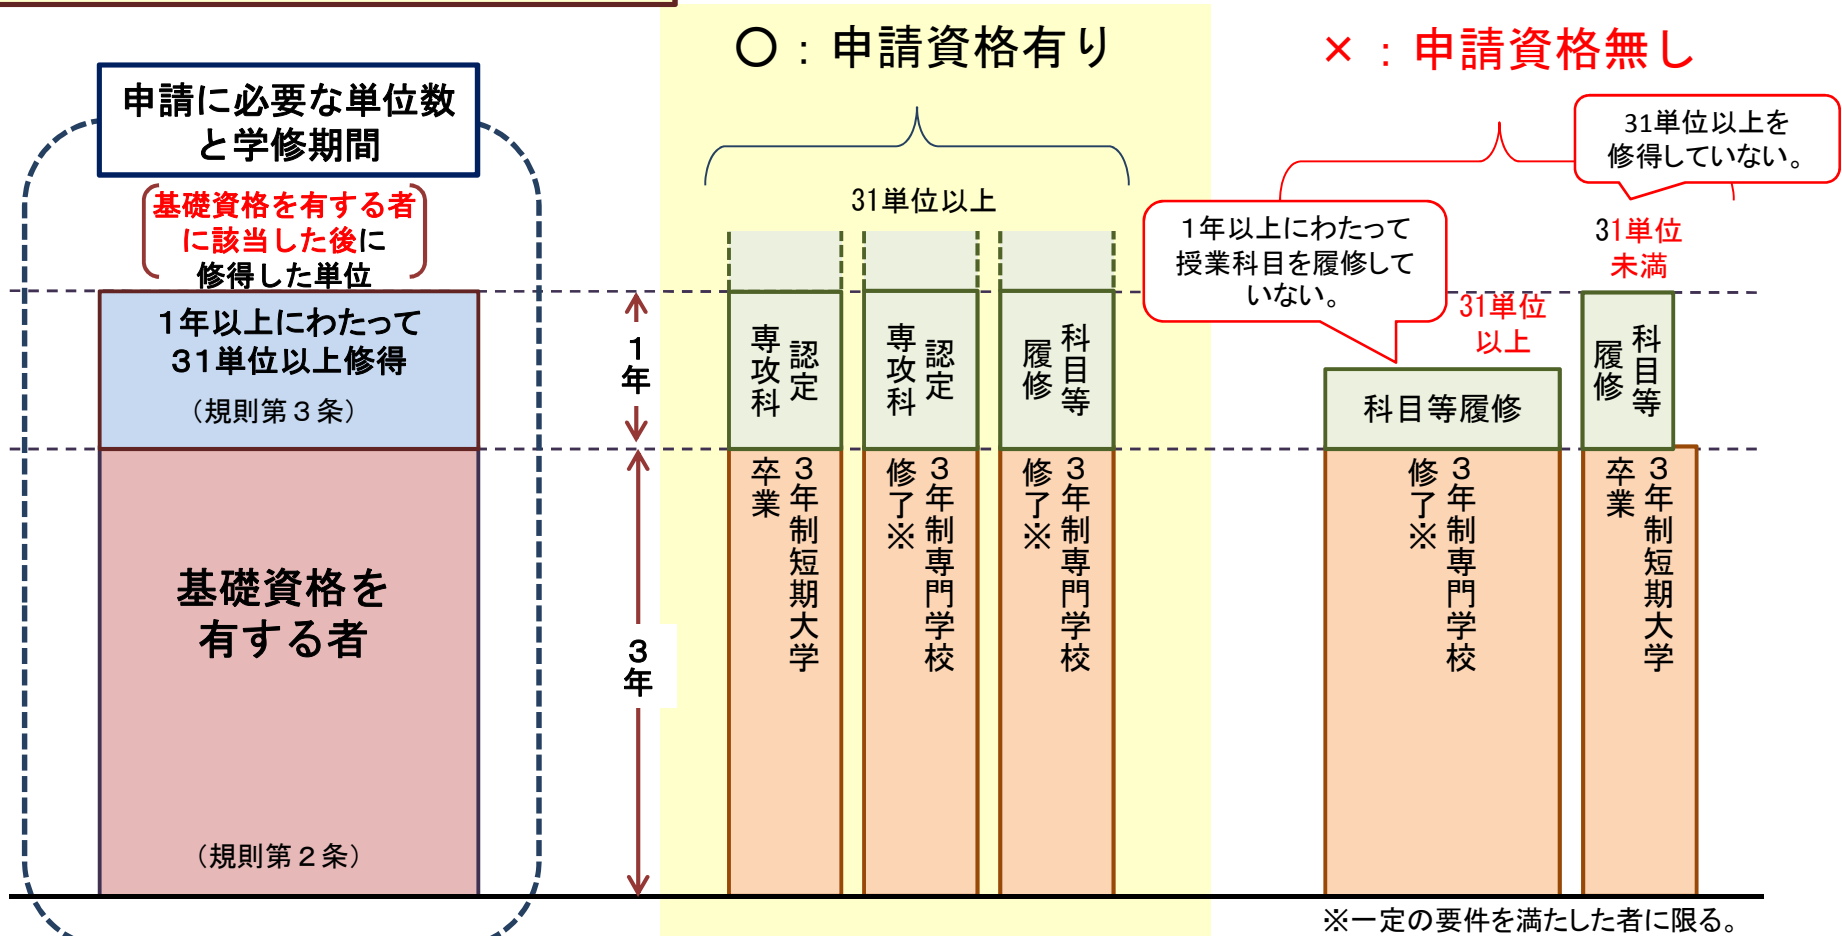 ○：申請資格有り
×：申請資格無し
申請に必要な単位数
と学修期間
基礎資格を有する者
に該当した後に
修得した単位
1年以上にわたって
31単位以上修得
（規則第３条）
基礎資格を
有する者
（規則第２条）
1年
3年
31単位以上
認定
専攻科
３年制短期大学
卒業
認定
専攻科
３年制専門学校
修了※
科目等
履修
３年制専門学校
修了※
1年以上にわたって
授業科目を履修して
いない。
31単位
以上
科目等履修
３年制専門学校
修了※
31単位以上を
修得していない。
31単位
未満
科目等
履修
３年制短期大学
卒業
※一定の要件を満たした者に限る。